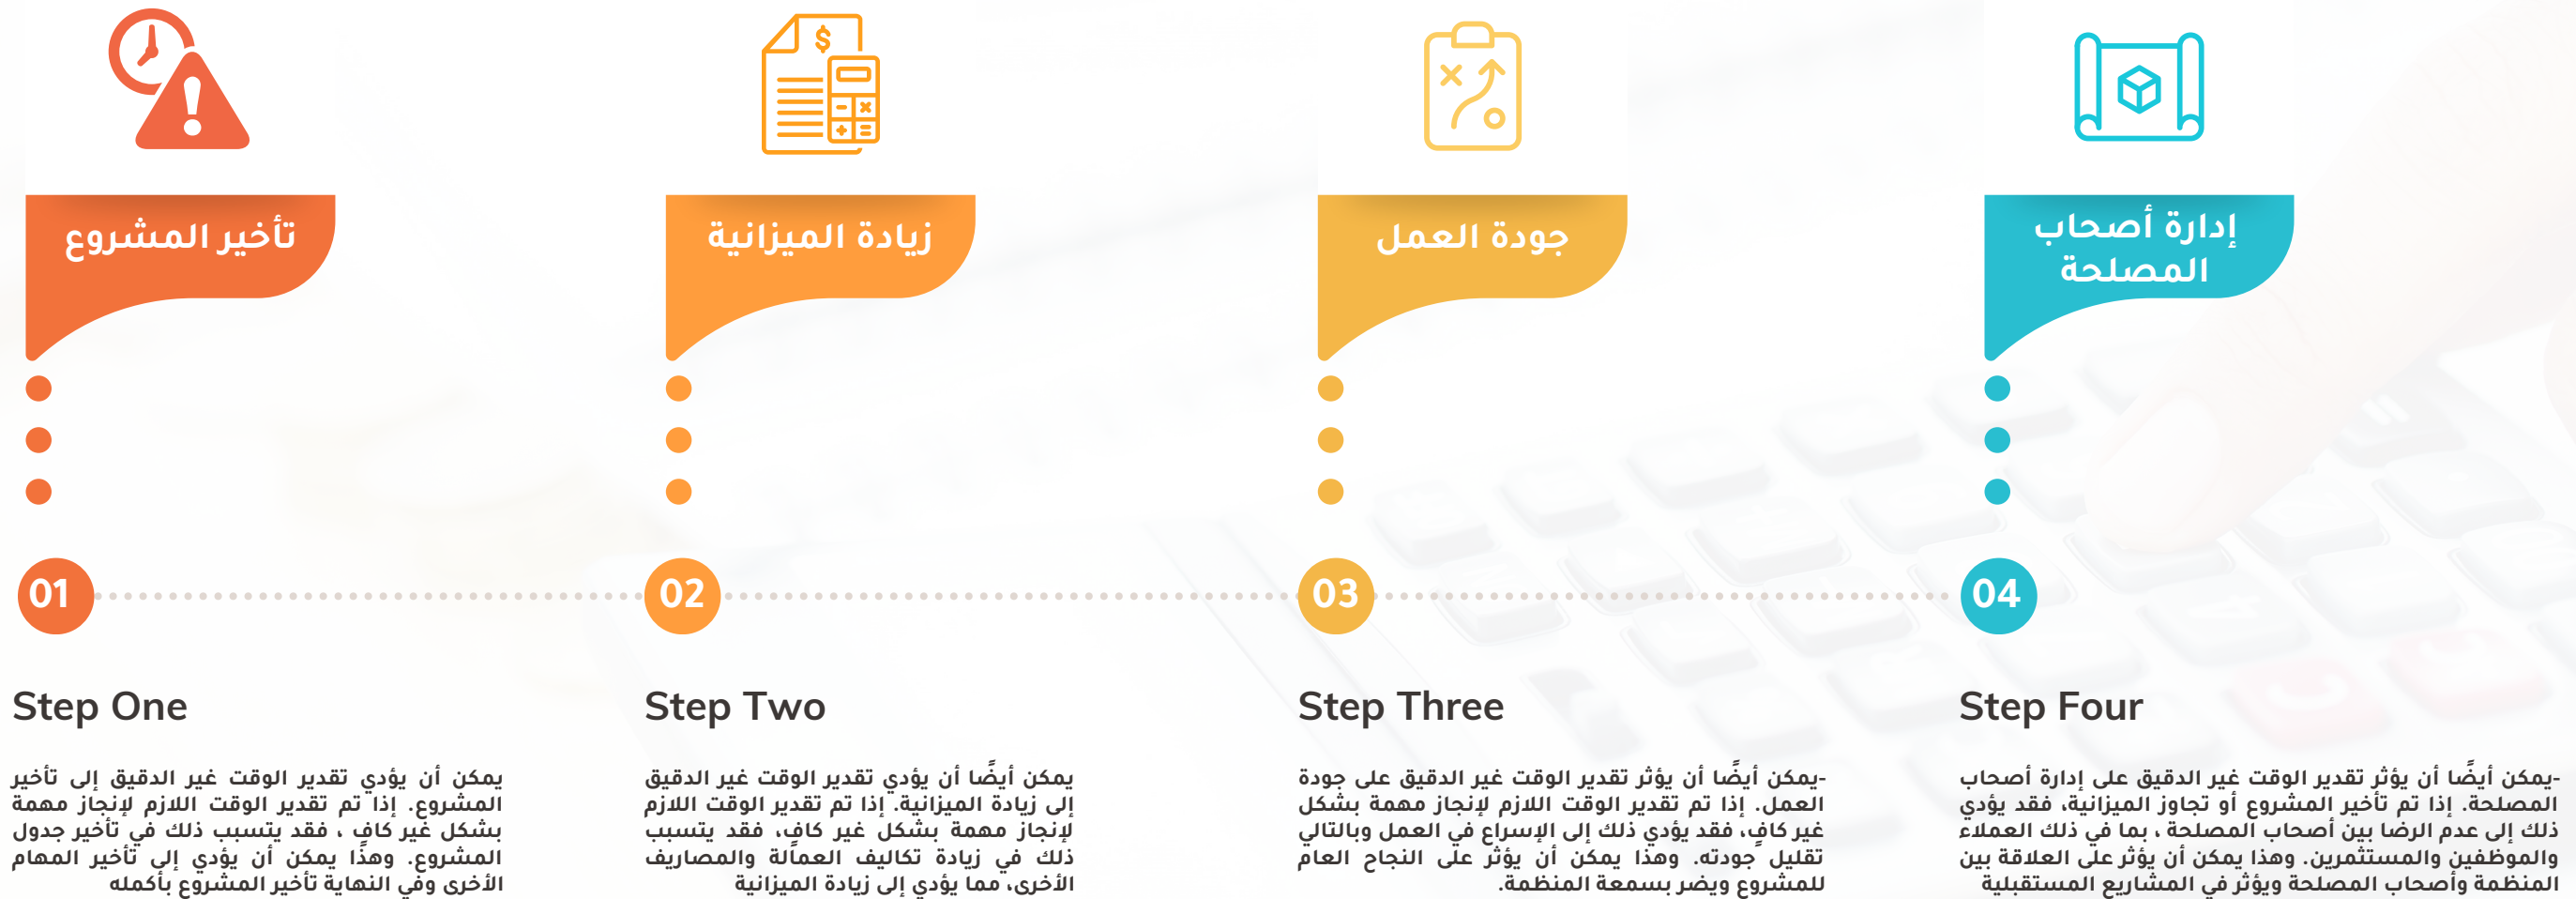 تأخير المشروع
زيادة الميزانية
جودة العمل
إدارة أصحاب
المصلحة
01
02
03
04
Step One
يمكن أن يؤدي تقدير الوقت غير الدقيق إلى تأخير
المشروع. إذا تم تقدير الوقت اللازم لإنجاز مهمة
بشكل غير كافٍ ، فقد يتسبب ذلك في تأخير جدول
المشروع. وهذا يمكن أن يؤدي إلى تأخير المهام
الأخرى وفي النهاية تأخير المشروع بأكمله
Step Two
يمكن أيضًا أن يؤدي تقدير الوقت غير الدقيق
إلى زيادة الميزانية. إذا تم تقدير الوقت اللازم
لإنجاز مهمة بشكل غير كافٍ، فقد يتسبب
ذلك في زيادة تكاليف العمالة والمصاريف
الأخرى، مما يؤدي إلى زيادة الميزانية
Step Three
-يمكن أيضًا أن يؤثر تقدير الوقت غير الدقيق على جودة
العمل. إذا تم تقدير الوقت اللازم لإنجاز مهمة بشكل
غير كافٍ، فقد يؤدي ذلك إلى الإسراع في العمل وبالتالي
تقليل جودته. وهذا يمكن أن يؤثر على النجاح العام
للمشروع ويضر بسمعة المنظمة.
Step Four
-يمكن أيضًا أن يؤثر تقدير الوقت غير الدقيق على إدارة أصحاب
المصلحة. إذا تم تأخير المشروع أو تجاوز الميزانية، فقد يؤدي
ذلك إلى عدم الرضا بين أصحاب المصلحة ، بما في ذلك العملاء
والموظفين والمستثمرين. وهذا يمكن أن يؤثر على العلاقة بين
المنظمة وأصحاب المصلحة ويؤثر في المشاريع المستقبلية